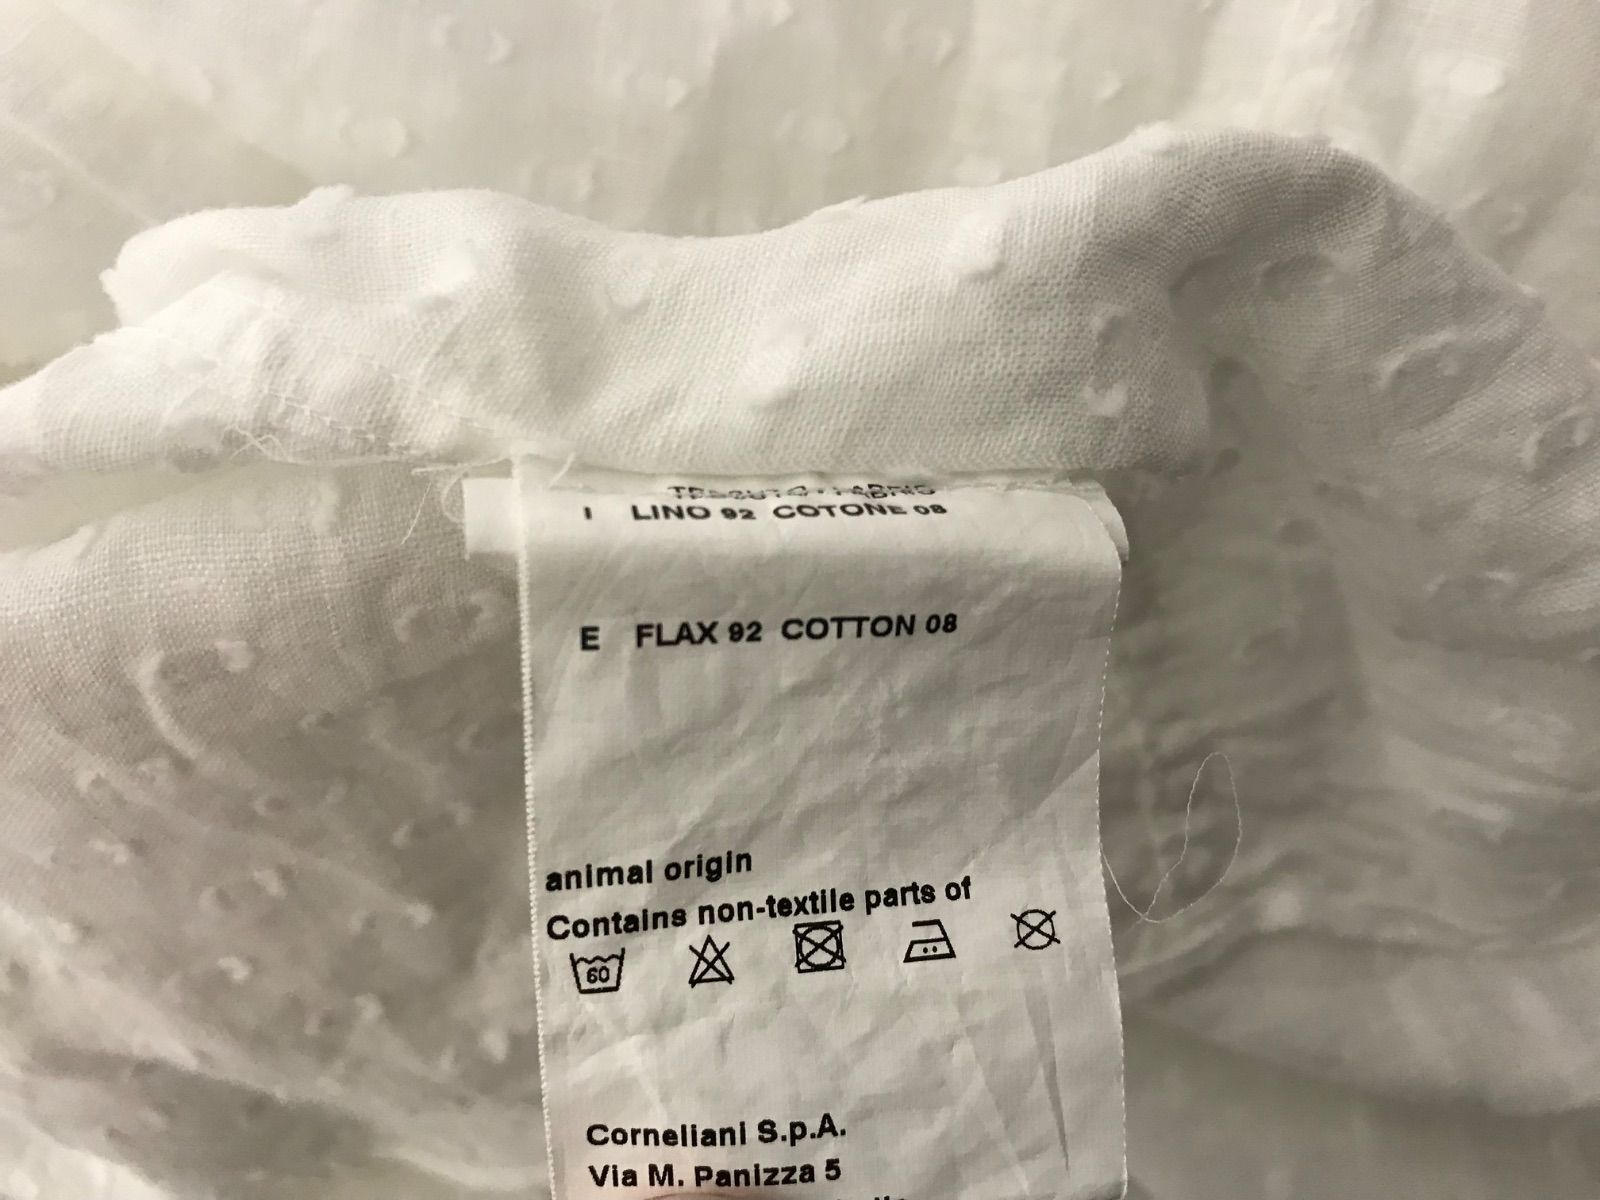 I LINO 92 COTONE 08
E FLAX 92 COTTON 08
animal origin
Contains non-textile parts of
60
Corneliani S.p.A.
Via M. Panizza 5